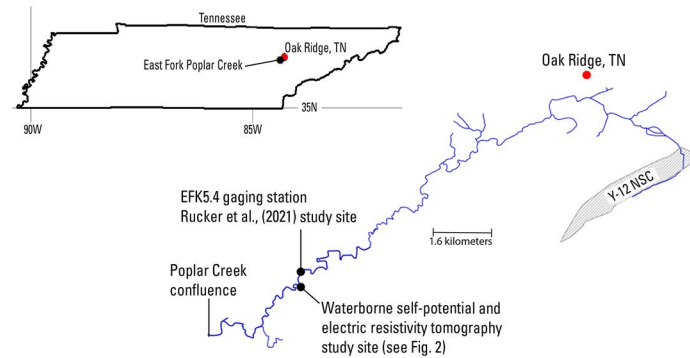 Tennessee
Oak Ridge, TN
East Fork Poplar Creek
35N
90W
85W
Oak Ridge, TN
Y-12 NSC
EFK5.4 gaging station
Rucker et al., (2021) study site
1.6 kilometers
Poplar Creek
confluence
Waterborne self-potential and
electric resistivity tomography
study site (see Fig. 2)